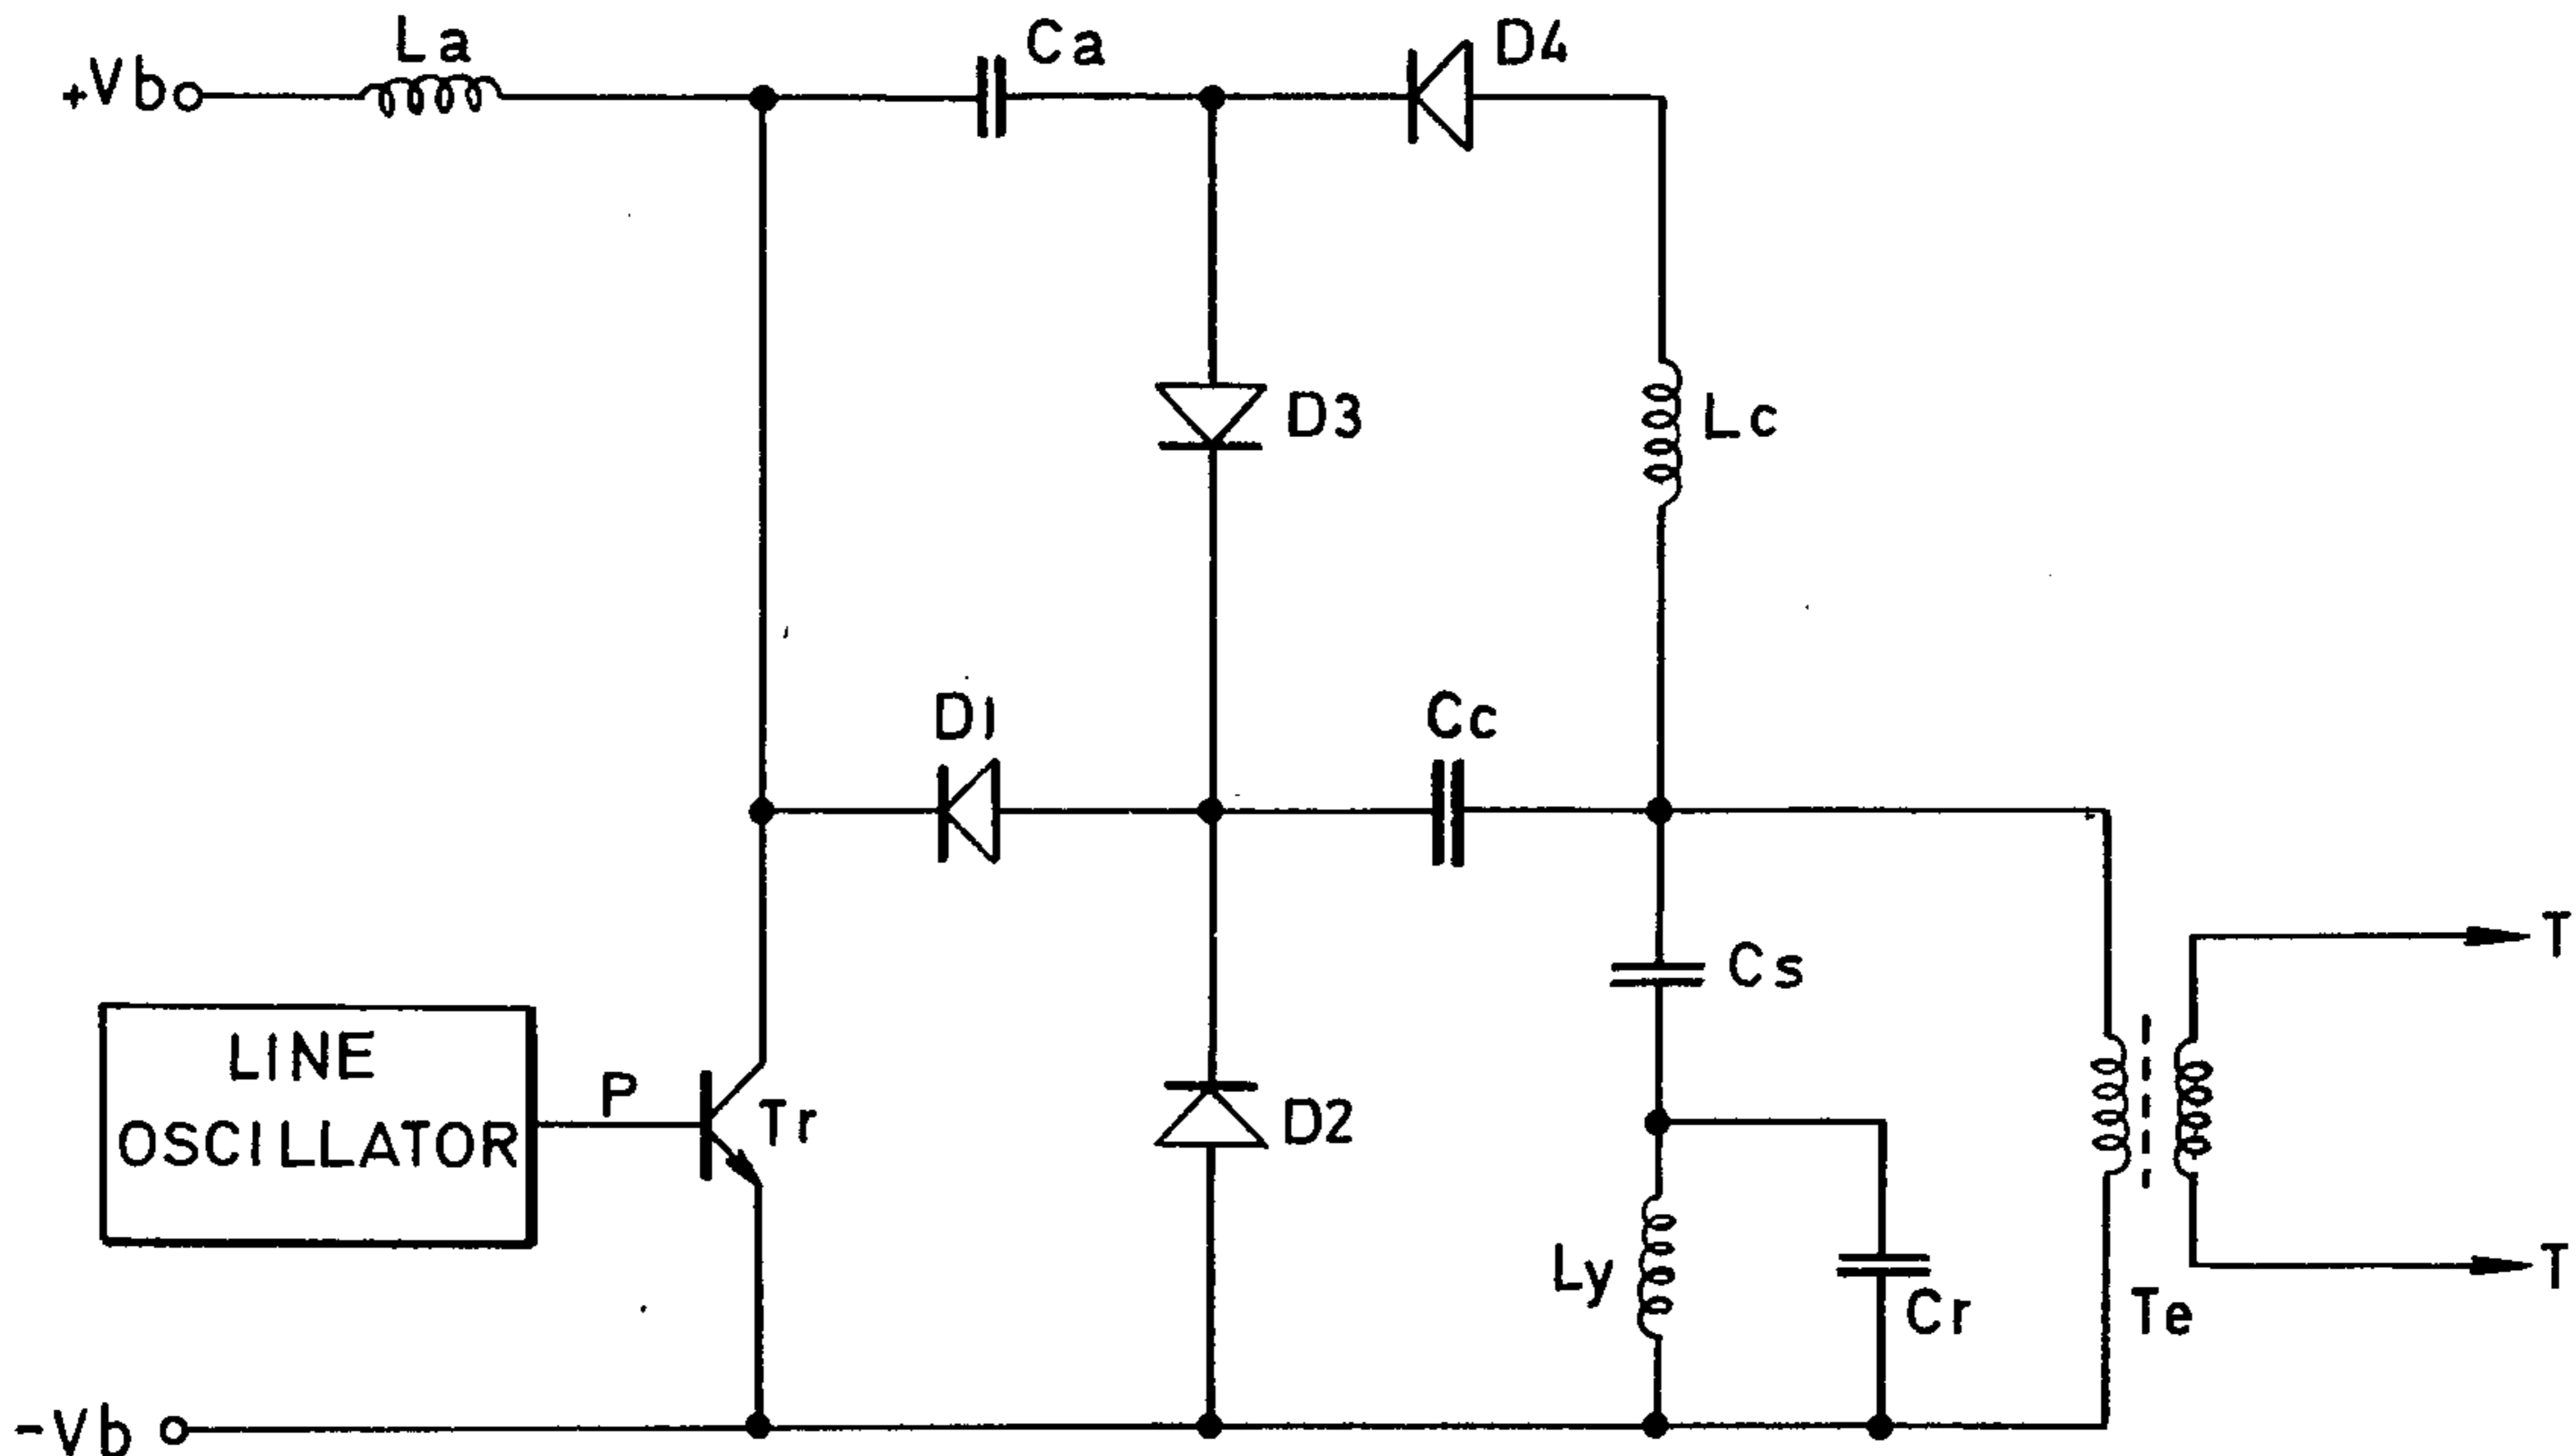 +Vb
La
Ca
D4
D3
Lc
D1
Cc
Cs
T
LINE
OSCILLATOR
P
Tr
D2
Ly
Cr
Te
T
-Vb